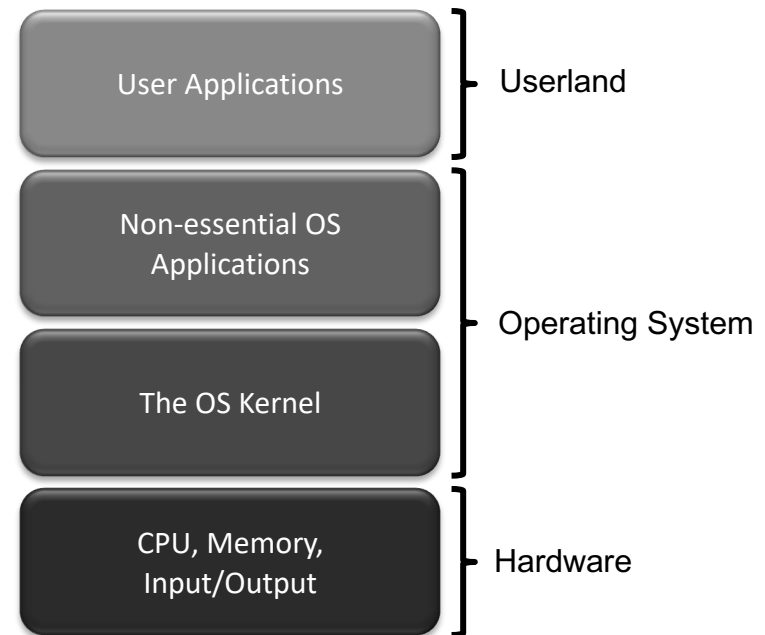 User Applications
Userland
Non-essential OS
Applications
Operating System
The OS Kernel
CPU, Memory,
Input/Output
Hardware